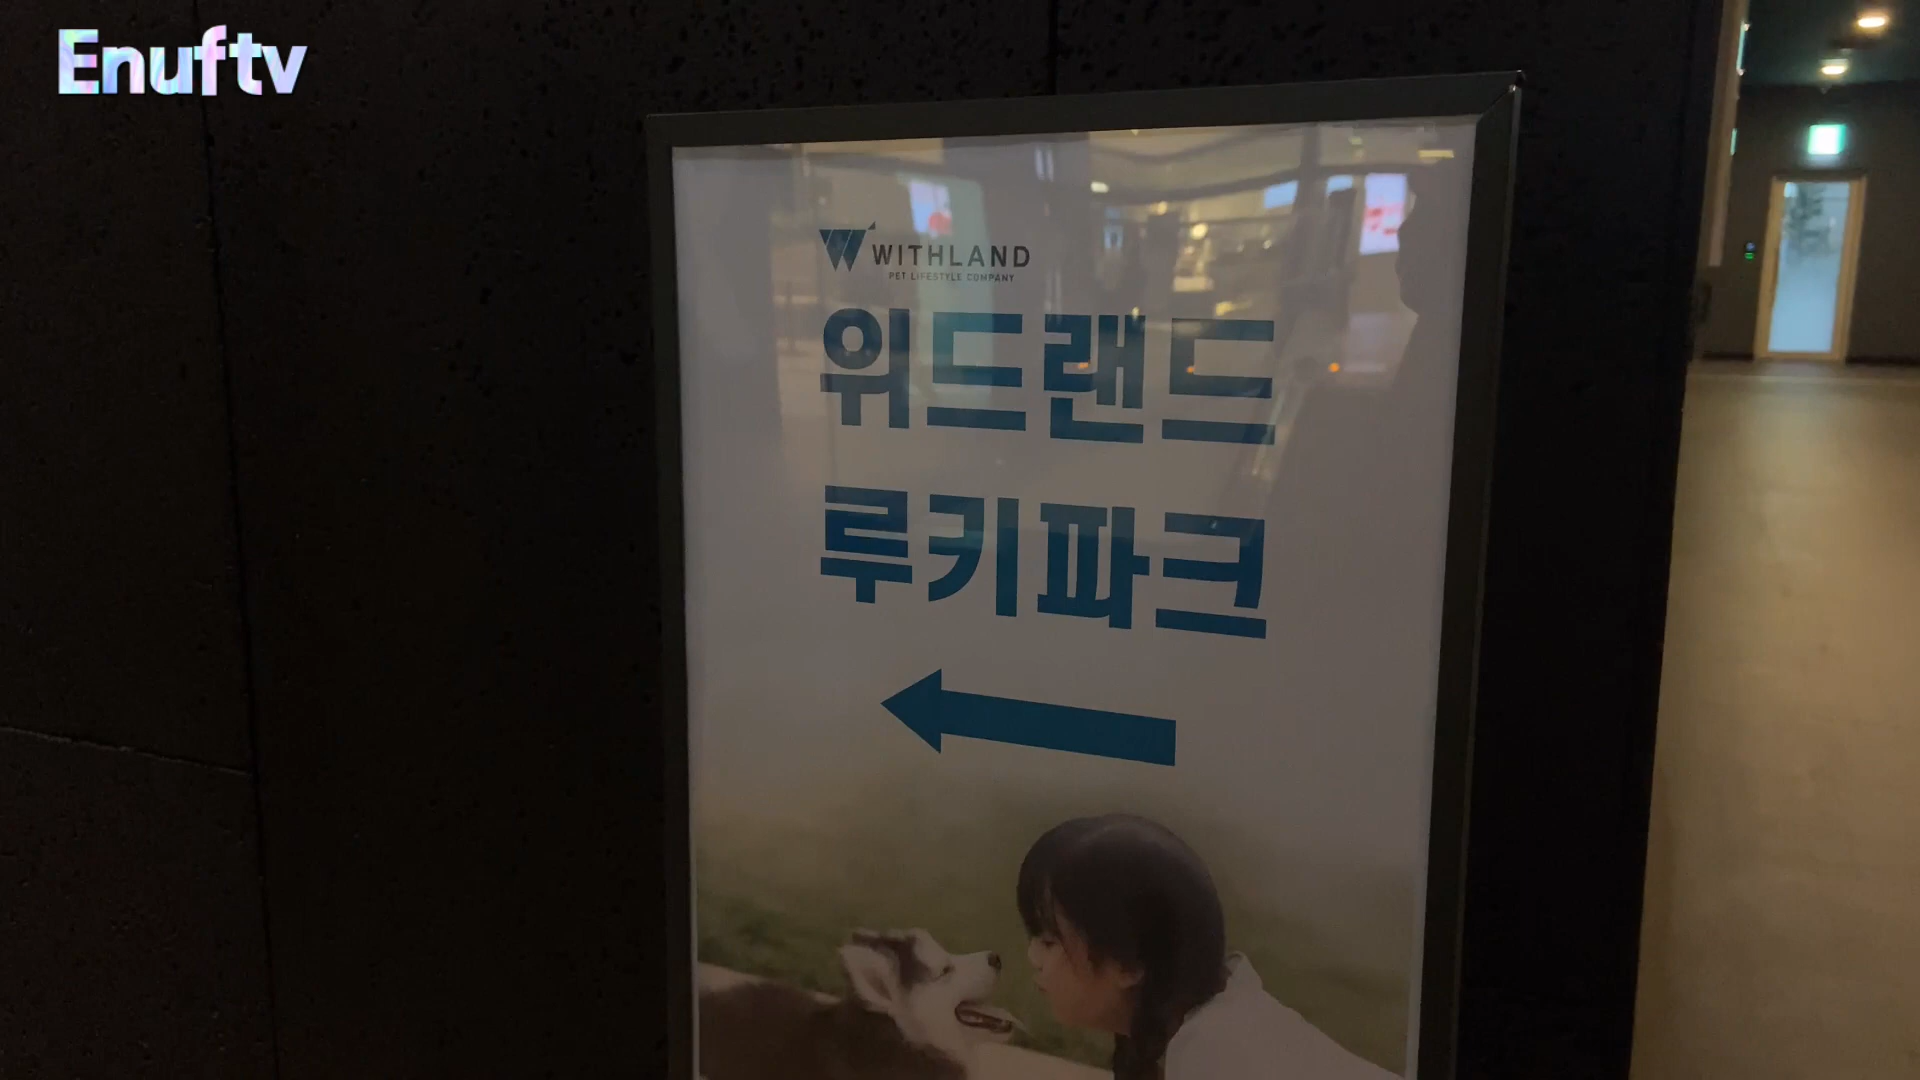 Enuftv
WITHLAND
PET LIFESTYLE COMPANY
위드랜드
루키파크